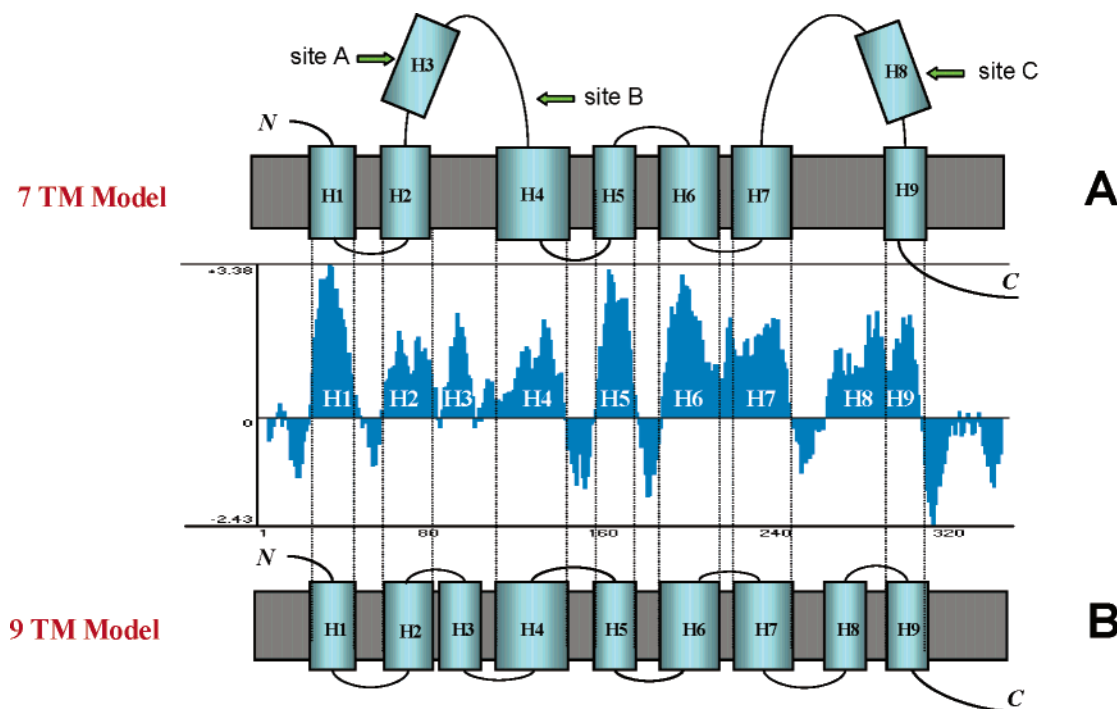 site A
H3
site B
H8
site C
N
7 TM Model
H1
H2
H4
H5
H6
H7
H9
A
C
+3.38
H1
H2
H3
H4
H5
H6
H7
H8
H9
0
-2.43
1
80
160
240
320
N
9 TM Model
H1
H2
H3
H4
H5
H6
H7
H8
H9
B
C